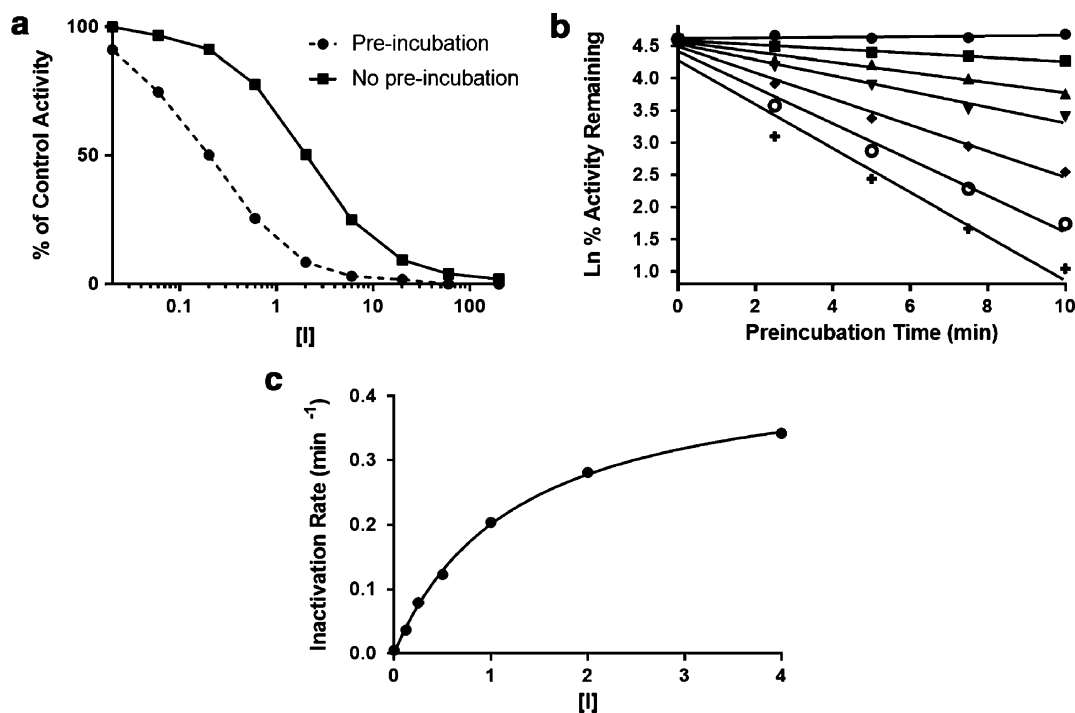 a
% of Control Activity
100
50
0
Pre-incubation
No pre-incubation
0.1
1
10
100
[I]
b
Ln % Activity Remaining
4.5
4.0
3.5
3.0
2.5
2.0
1.5
1.0
0
2
4
6
8
10
Preincubation Time (min)
c
Inactivation Rate (min -1)
0.4
0.3
0.2
0.1
0.0
0
1
2
3
4
[I]